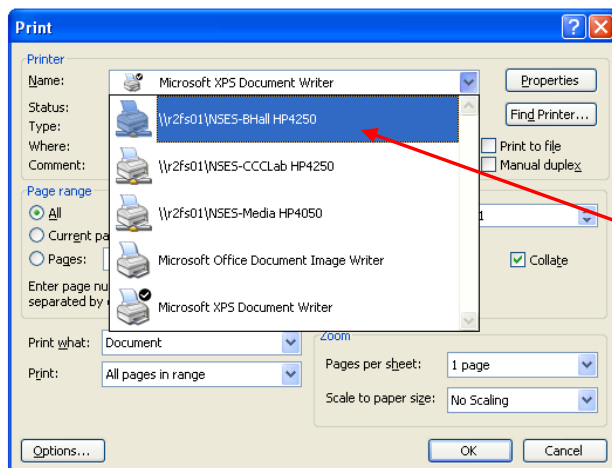 Print
Printer
Name: Microsoft XPS Document Writer Properties
Status: \\r2fs01\NSES-BHall HP4250 Find Printer...
Type:
Where: Print to file
Comment: \\r2fs01\NSES-CCCLab HP4250 Manual duplex
Page range
All \\r2fs01\NSES-Media HP4050 1
Current pa
Pages: Microsoft Office Document Image Writer Collate
Enter page nu
separated by Microsoft XPS Document Writer
Print what: Document Zoom
Pages per sheet: 1 page
Print: All pages in range
Scale to paper size: No Scaling
Options... OK Cancel